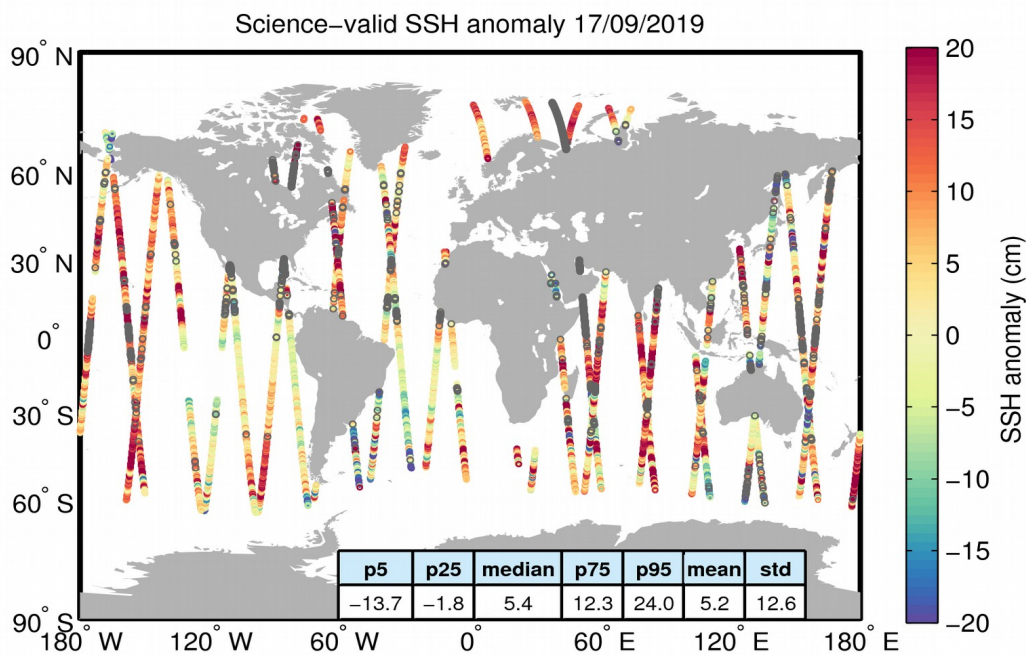 Science−valid SSH anomaly 17/09/2019
90° N
60° N
30° N
0°
30° S
60° S
90° S
180° W
120° W
60° W
0°
60° E
120° E
180° E
20
15
10
5
0
−5
−10
−15
−20
SSH anomaly (cm)
p5 p25 median p75 p95 mean std
−13.7 −1.8 5.4 12.3 24.0 5.2 12.6